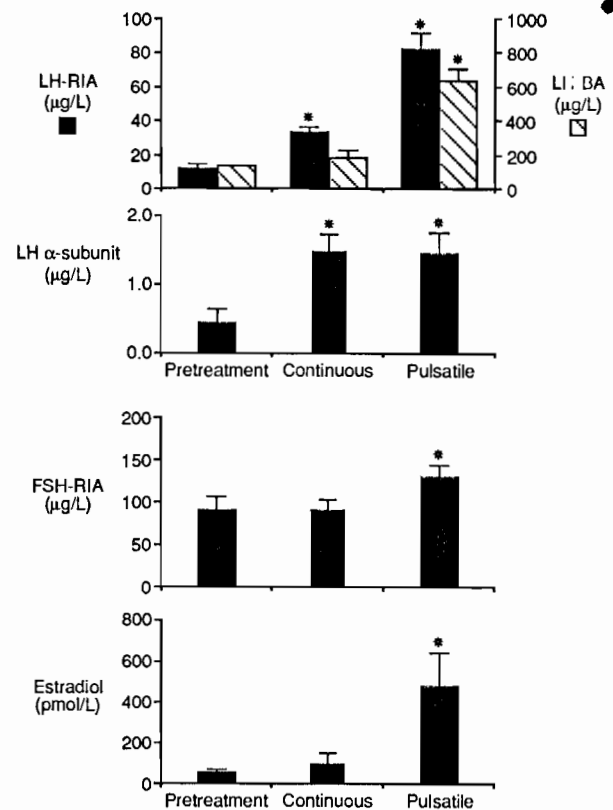 100
80
60
40
20
0
1000
800
600
400
200
0
LH-RIA
(µg/L)
BA
(µg/L)
*
*
*
2.0
1.0
0.0
LH α-subunit
(µg/L)
*
*
Pretreatment Continuous Pulsatile
200
150
100
50
0
FSH-RIA
(µg/L)
*
800
600
400
200
0
Estradiol
(pmol/L)
*
Pretreatment Continuous Pulsatile